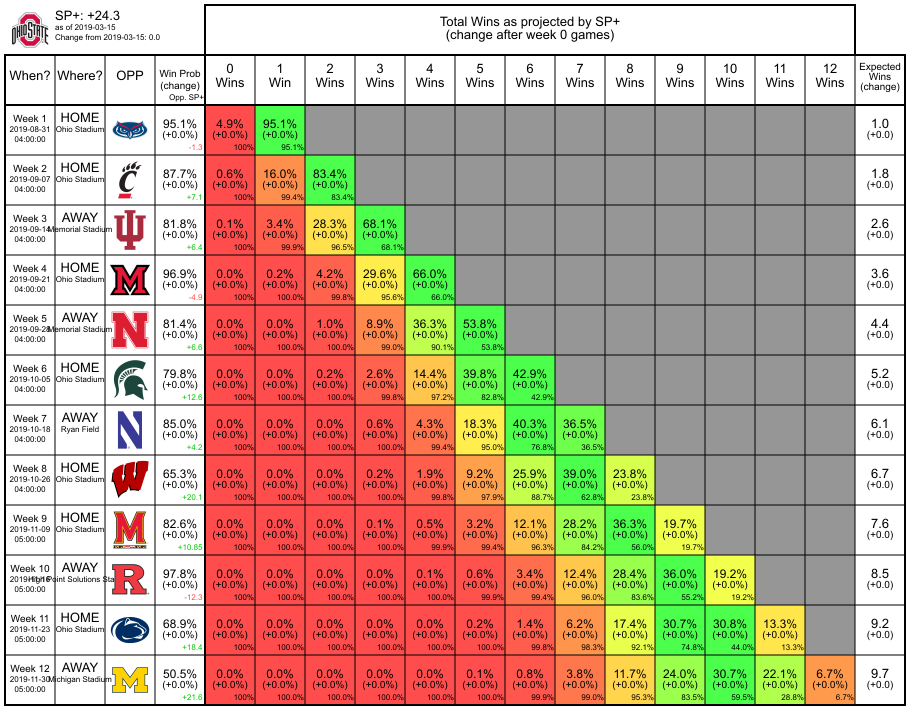 OHIO STATE
SP+: +24.3
as of 2019-03-15
Change from 2019-03-15: 0.0
Total Wins as projected by SP+
(change after week 0 games)
When? Where? OPP Win Prob (change) Opp. SP+ 0 Wins 1 Win 2 Wins 3 Wins 4 Wins 5 Wins 6 Wins 7 Wins 8 Wins 9 Wins 10 Wins 11 Wins 12 Wins Expected Wins (change)
Week 1 HOME 95.1% 4.9% 95.1% 1.0
2019-08-31 Ohio Stadium (+0.0%) (+0.0%) (+0.0%) (+0.0)
04:00:00 -1.3 100% 95.1%
Week 2 HOME C 87.7% 0.6% 16.0% 83.4% 1.8
2019-09-07 Ohio Stadium (+0.0%) (+0.0%) (+0.0%) (+0.0%) (+0.0)
04:00:00 +7.1 100% 99.4% 83.4%
Week 3 AWAY IU 81.8% 0.1% 3.4% 28.3% 68.1% 2.6
2019-09-14 Memorial Stadium (+0.0%) (+0.0%) (+0.0%) (+0.0%) (+0.0%) (+0.0)
04:00:00 +6.4 100% 99.9% 96.5% 68.1%
Week 4 HOME M 96.9% 0.0% 0.2% 4.2% 29.6% 66.0% 3.6
2019-09-21 Ohio Stadium (+0.0%) (+0.0%) (+0.0%) (+0.0%) (+0.0%) (+0.0%) (+0.0)
04:00:00 -4.9 100% 100.0% 99.8% 95.6% 66.0%
Week 5 AWAY N 81.4% 0.0% 0.0% 1.0% 8.9% 36.3% 53.8% 4.4
2019-09-28 Memorial Stadium (+0.0%) (+0.0%) (+0.0%) (+0.0%) (+0.0%) (+0.0%) (+0.0%) (+0.0)
04:00:00 +6.6 100% 100.0% 100.0% 99.0% 90.1% 53.8%
Week 6 HOME 79.8% 0.0% 0.0% 0.2% 2.6% 14.4% 39.8% 42.9% 5.2
2019-10-05 Ohio Stadium (+0.0%) (+0.0%) (+0.0%) (+0.0%) (+0.0%) (+0.0%) (+0.0%) (+0.0%) (+0.0)
04:00:00 +12.6 100% 100.0% 100.0% 99.8% 97.2% 82.8% 42.9%
Week 7 AWAY N 85.0% 0.0% 0.0% 0.0% 0.6% 4.3% 18.3% 40.3% 36.5% 6.1
2019-10-18 Ryan Field (+0.0%) (+0.0%) (+0.0%) (+0.0%) (+0.0%) (+0.0%) (+0.0%) (+0.0%) (+0.0%) (+0.0)
04:00:00 +4.2 100% 100.0% 100.0% 100.0% 99.4% 95.0% 76.8% 36.5%
Week 8 HOME W 65.3% 0.0% 0.0% 0.0% 0.2% 1.9% 9.2% 25.9% 39.0% 23.8% 6.7
2019-10-26 Ohio Stadium (+0.0%) (+0.0%) (+0.0%) (+0.0%) (+0.0%) (+0.0%) (+0.0%) (+0.0%) (+0.0%) (+0.0%) (+0.0)
04:00:00 +20.1 100% 100.0% 100.0% 100.0% 99.8% 97.9% 88.7% 62.8% 23.8%
Week 9 HOME M 82.6% 0.0% 0.0% 0.0% 0.1% 0.5% 3.2% 12.1% 28.2% 36.3% 19.7% 7.6
2019-11-09 Ohio Stadium (+0.0%) (+0.0%) (+0.0%) (+0.0%) (+0.0%) (+0.0%) (+0.0%) (+0.0%) (+0.0%) (+0.0%) (+0.0%) (+0.0)
05:00:00 +10.85 100% 100.0% 100.0% 100.0% 99.9% 99.4% 96.3% 84.2% 56.0% 19.7%
Week 10 AWAY R 97.8% 0.0% 0.0% 0.0% 0.0% 0.1% 0.6% 3.4% 12.4% 28.4% 36.0% 19.2% 8.5
Point Solutions Sta (+0.0%) (+0.0%) (+0.0%) (+0.0%) (+0.0%) (+0.0%) (+0.0%) (+0.0%) (+0.0%) (+0.0%) (+0.0%) (+0.0%) (+0.0)
05:00:00 -12.3 100% 100.0% 100.0% 100.0% 100.0% 99.9% 99.4% 96.0% 83.6% 55.2% 19.2%
Week 11 HOME 68.9% 0.0% 0.0% 0.0% 0.0% 0.0% 0.2% 1.4% 6.2% 17.4% 30.7% 30.8% 13.3% 9.2
2019-11-23 Ohio Stadium (+0.0%) (+0.0%) (+0.0%) (+0.0%) (+0.0%) (+0.0%) (+0.0%) (+0.0%) (+0.0%) (+0.0%) (+0.0%) (+0.0%) (+0.0%) (+0.0)
05:00:00 +18.4 100% 100.0% 100.0% 100.0% 100.0% 100.0% 99.8% 98.3% 92.1% 74.8% 44.0% 13.3%
Week 12 AWAY M 50.5% 0.0% 0.0% 0.0% 0.0% 0.0% 0.1% 0.8% 3.8% 11.7% 24.0% 30.7% 22.1% 6.7% 9.7
2019-11-30 Michigan Stadium (+0.0%) (+0.0%) (+0.0%) (+0.0%) (+0.0%) (+0.0%) (+0.0%) (+0.0%) (+0.0%) (+0.0%) (+0.0%) (+0.0%) (+0.0%) (+0.0%) (+0.0)
05:00:00 +21.6 100% 100.0% 100.0% 100.0% 100.0% 100.0% 99.9% 99.0% 95.3% 83.5% 59.5% 28.8% 6.7%